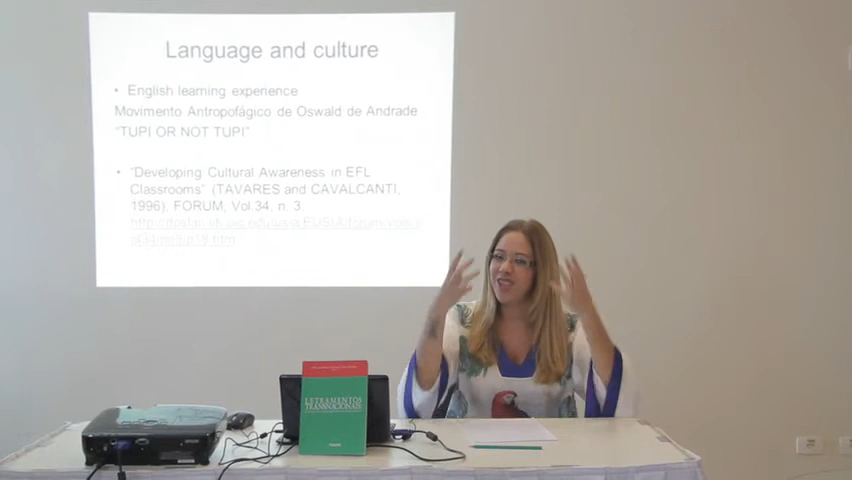 Language and culture
• English learning experience
Movimento Antropofágico de Oswald de Andrade
“TUPI OR NOT TUPI”
• “Developing Cultural Awareness in EFL
Classrooms” (TAVARES and CAVALCANTI,
1996), FORUM, Vol.34, n. 3.
LETRAMENTOS
TRANSNACIONAIS